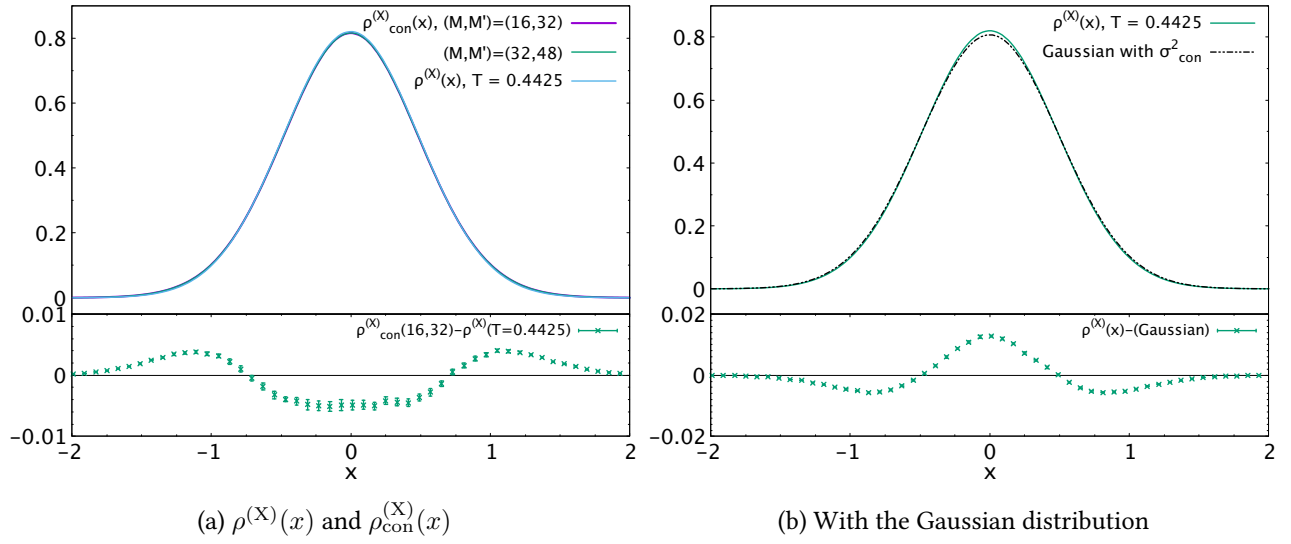 ρ^(X)_con(x), (M,M')=(16,32)
(M,M')=(32,48)
ρ^(X)(x), T = 0.4425
0.8
0.6
0.4
0.2
0
0.01
ρ^(X)_con(16,32)-ρ^(X)(T=0.4425)
0
-0.01
-2 -1 0 1 2
x
(a) ρ^(X)(x) and ρ^(X)_con(x)
ρ^(X)(x), T = 0.4425
Gaussian with σ²_con
0.8
0.6
0.4
0.2
0
0.02
ρ^(X)(x)-(Gaussian)
0
-0.02
-2 -1 0 1 2
x
(b) With the Gaussian distribution